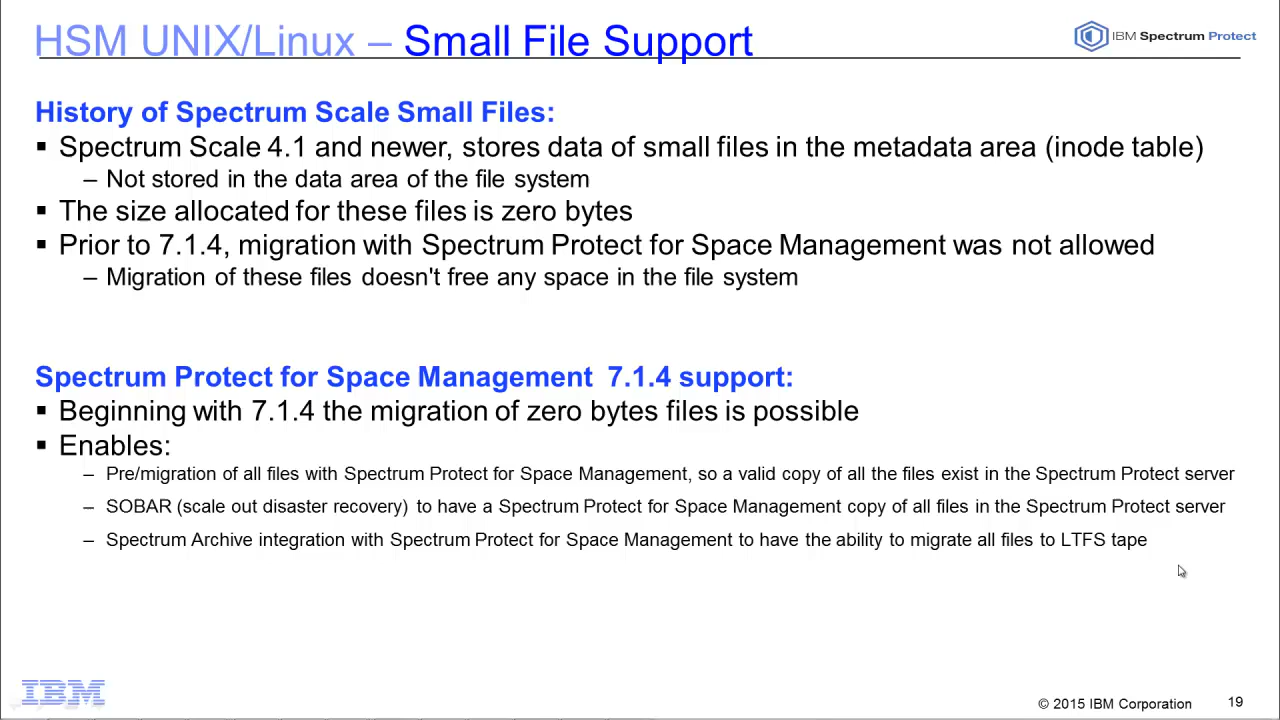 HSM UNIX/Linux – Small File Support
IBM Spectrum Protect
History of Spectrum Scale Small Files:
▪ Spectrum Scale 4.1 and newer, stores data of small files in the metadata area (inode table)
– Not stored in the data area of the file system
▪ The size allocated for these files is zero bytes
▪ Prior to 7.1.4, migration with Spectrum Protect for Space Management was not allowed
– Migration of these files doesn't free any space in the file system
Spectrum Protect for Space Management 7.1.4 support:
▪ Beginning with 7.1.4 the migration of zero bytes files is possible
▪ Enables:
– Pre/migration of all files with Spectrum Protect for Space Management, so a valid copy of all the files exist in the Spectrum Protect server
– SOBAR (scale out disaster recovery) to have a Spectrum Protect for Space Management copy of all files in the Spectrum Protect server
– Spectrum Archive integration with Spectrum Protect for Space Management to have the ability to migrate all files to LTFS tape
IBM
© 2015 IBM Corporation 19